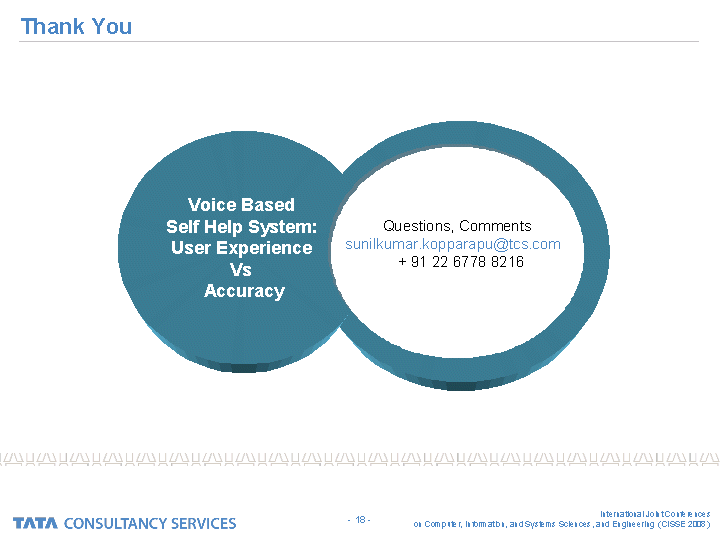 Thank You
Voice Based
Self Help System:
User Experience
Vs
Accuracy
Questions, Comments
sunilkumar.kopparapu@tcs.com
+ 91 22 6778 8216
TATA CONSULTANCY SERVICES
- 18 -
International Joint Conferences
on Computer, Information, and Systems Sciences, and Engineering (CISSE 2008)